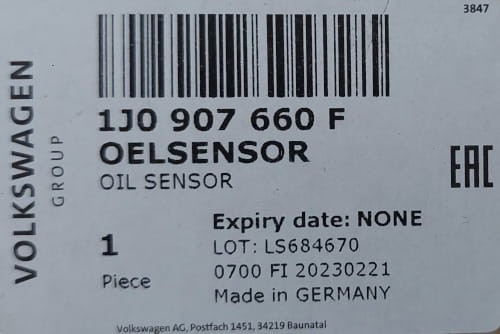 3847
VOLKSWAGEN
GROUP
1J0 907 660 F
OELSENSOR
OIL SENSOR
EAC
Expiry date: NONE
1
LOT: LS684670
Piece
0700 FI 20230221
Made in GERMANY
Volkswagen AG, Postfach 1451, 34219 Baunatal